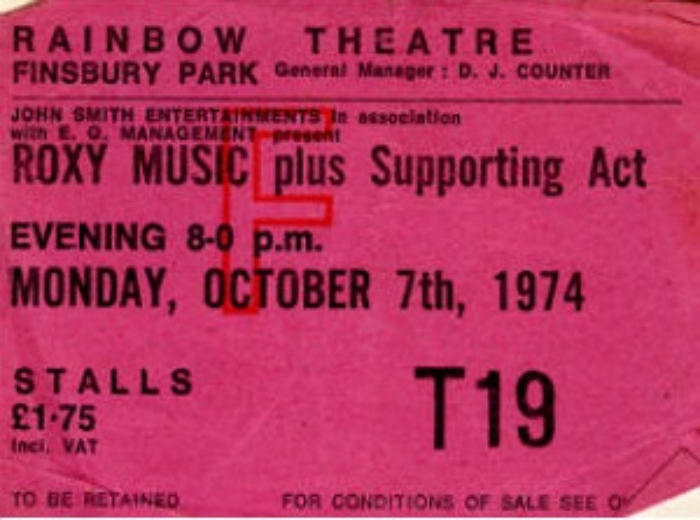 RAINBOW THEATRE
FINSBURY PARK General Manager : D. J. COUNTER
JOHN SMITH ENTERTAINMENTS in association
with E. G. MANAGEMENT present
ROXY MUSIC plus Supporting Act
EVENING 8-0 p.m.
MONDAY, OCTOBER 7th, 1974
F
STALLS
£1·75
incl. VAT
T19
TO BE RETAINED FOR CONDITIONS OF SALE SEE